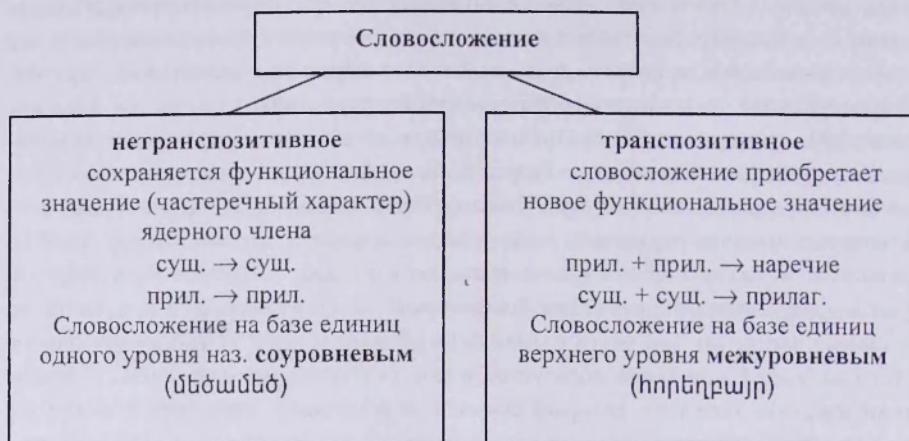 Словосложение
нетранспозитивное
сохраняется функциональное
значение (частеречный характер)
ядерного члена
сущ. → сущ.
прил. → прил.
Словосложение на базе единиц
одного уровня наз. соуровневым
(մեծամեծ)
транспозитивное
словосложение приобретает
новое функциональное значение
прил. + прил. → наречие
сущ. + сущ. → прилаг.
Словосложение на базе единиц
верхнего уровня межуровневым
(հոդեդրադի)